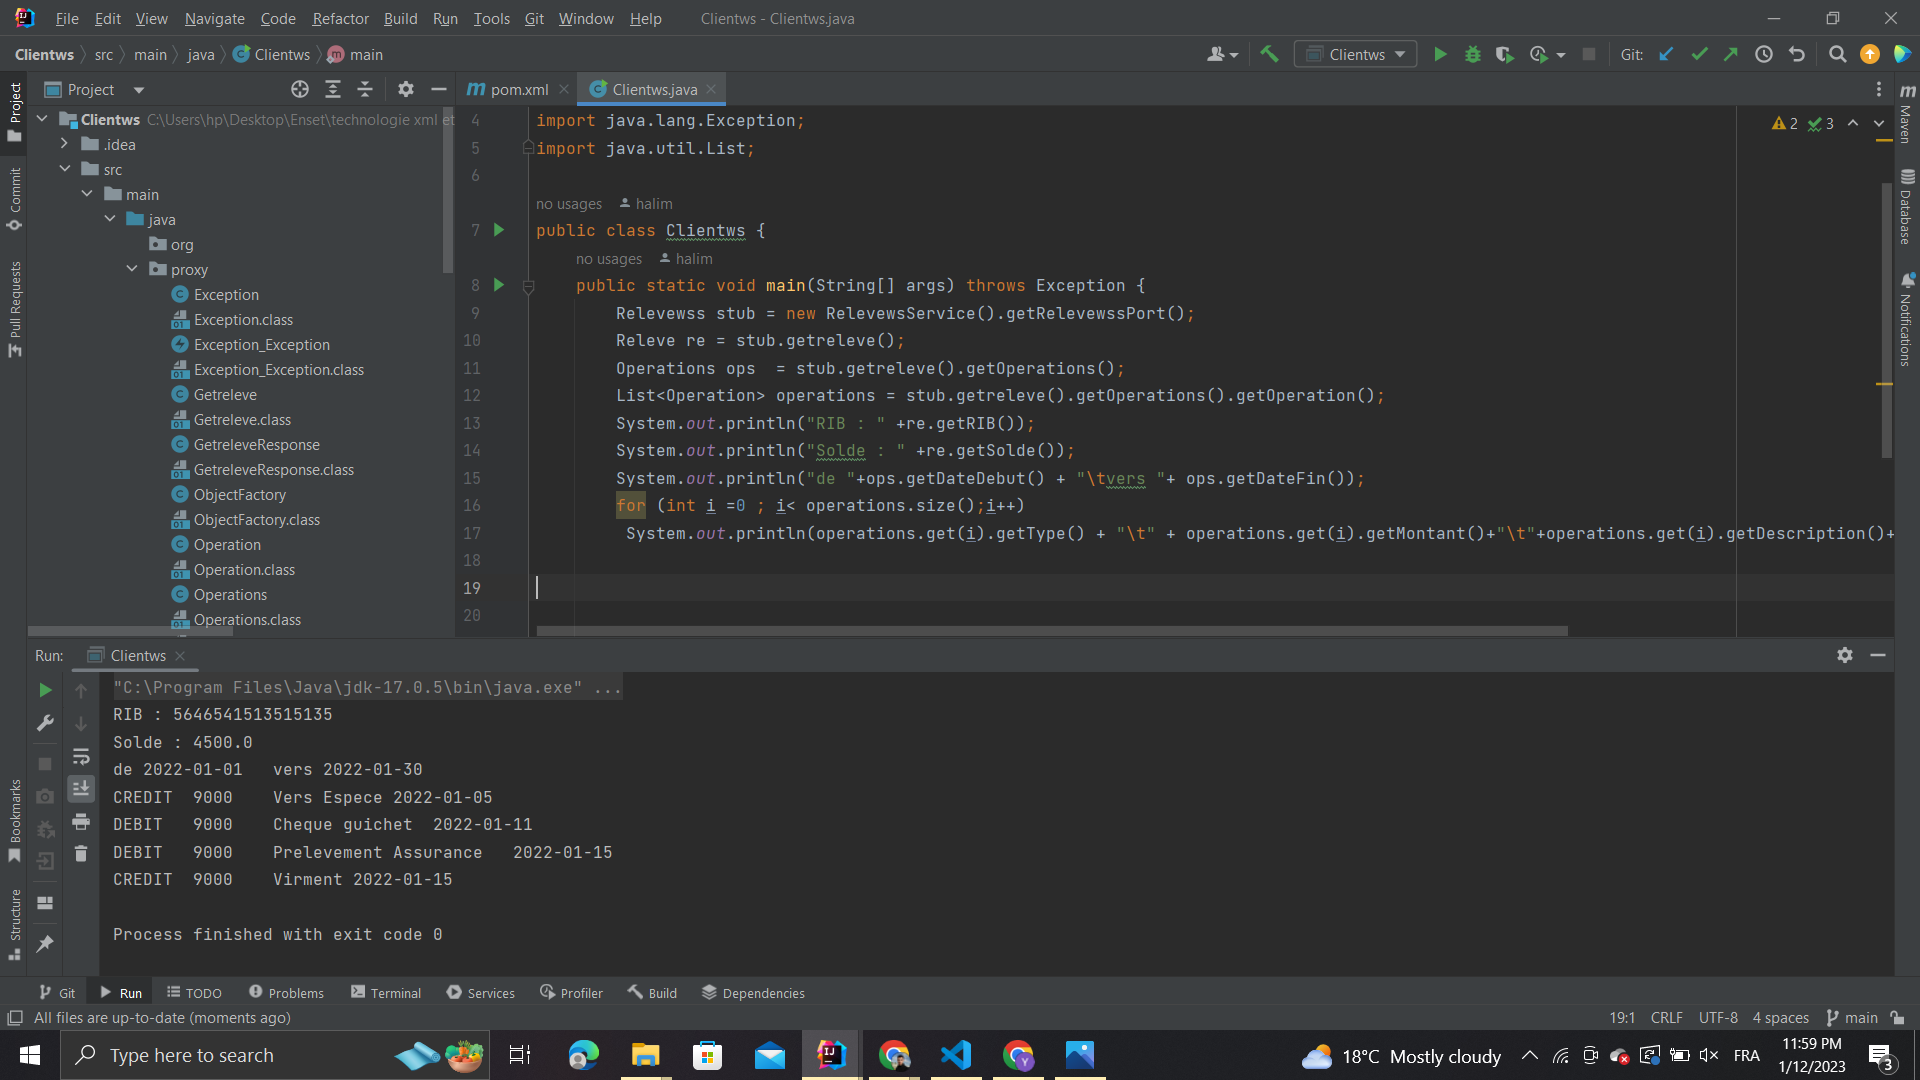 File Edit View Navigate Code Refactor Build Run Tools Git Window Help Clientws - Clientws.java
Clientws src main java Clientws m main Clientws Git:
Project
Commit
Pull Requests
Bookmarks
Structure
Project
Clientws C:\Users\hp\Desktop\Enset\technologie xml et
.idea
src
main
java
org
proxy
Exception
Exception.class
Exception_Exception
Exception_Exception.class
Getreleve
Getreleve.class
GetreleveResponse
GetreleveResponse.class
ObjectFactory
ObjectFactory.class
Operation
Operation.class
Operations
Operations.class
m pom.xml Clientws.java
2 3
4 import java.lang.Exception;
5 import java.util.List;
6
no usages halim
7 public class Clientws {
no usages halim
8 public static void main(String[] args) throws Exception {
9 Relevewss stub = new RelevewsService().getRelevewssPort();
10 Releve re = stub.getreleve();
11 Operations ops  = stub.getreleve().getOperations();
12 List<Operation> operations = stub.getreleve().getOperations().getOperation();
13 System.out.println("RIB : " +re.getRIB());
14 System.out.println("Solde : " +re.getSolde());
15 System.out.println("de "+ops.getDateDebut() + "\tvers "+ ops.getDateFin());
16 for (int i =0 ; i< operations.size();i++)
17 System.out.println(operations.get(i).getType() + "\t" + operations.get(i).getMontant()+"\t"+operations.get(i).getDescription()+
18
19
20
m Maven
Database
Notifications
Run: Clientws
"C:\Program Files\Java\jdk-17.0.5\bin\java.exe" ...
RIB : 5646541513515135
Solde : 4500.0
de 2022-01-01   vers 2022-01-30
CREDIT  9000    Vers Espece 2022-01-05
DEBIT   9000    Cheque guichet  2022-01-11
DEBIT   9000    Prelevement Assurance   2022-01-15
CREDIT  9000    Virment 2022-01-15
Process finished with exit code 0
Git Run TODO Problems Terminal Services Profiler Build Dependencies
All files are up-to-date (moments ago) 19:1 CRLF UTF-8 4 spaces main
Type here to search 18°C Mostly cloudy FRA 11:59 PM
1/12/2023 3